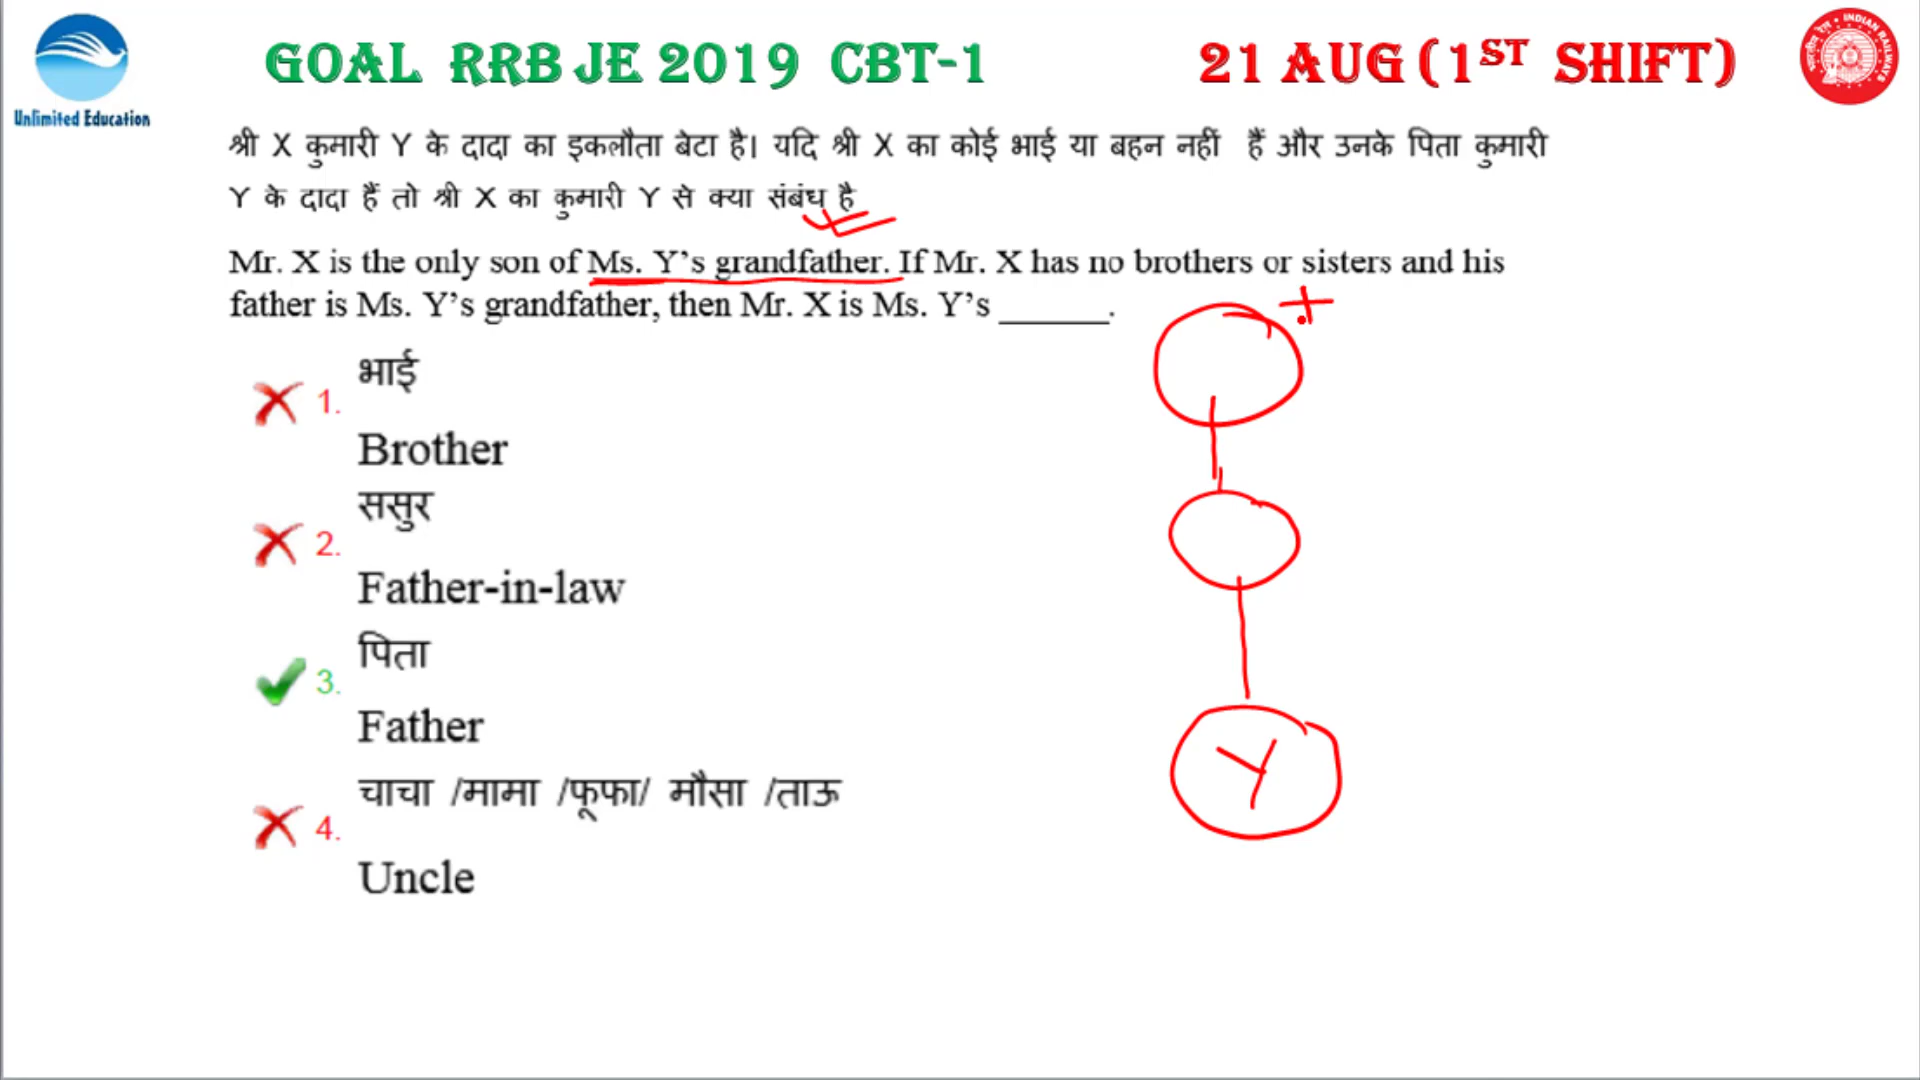 Unlimited Education
GOAL RRB JE 2019 CBT-1
21 AUG (1ST SHIFT)
INDIAN RAILWAYS
श्री X कुमारी Y के दादा का इकलौता बेटा है। यदि श्री X का कोई भाई या बहन नहीं हैं और उनके पिता कुमारी
Y के दादा हैं तो श्री X का कुमारी Y से क्या संबंध है
Mr. X is the only son of Ms. Y’s grandfather. If Mr. X has no brothers or sisters and his
father is Ms. Y’s grandfather, then Mr. X is Ms. Y’s ______.
+
भाई
1.
Brother
ससुर
2.
Father-in-law
पिता
3.
Father
Y
चाचा /मामा /फूफा/ मौसा /ताऊ
4.
Uncle